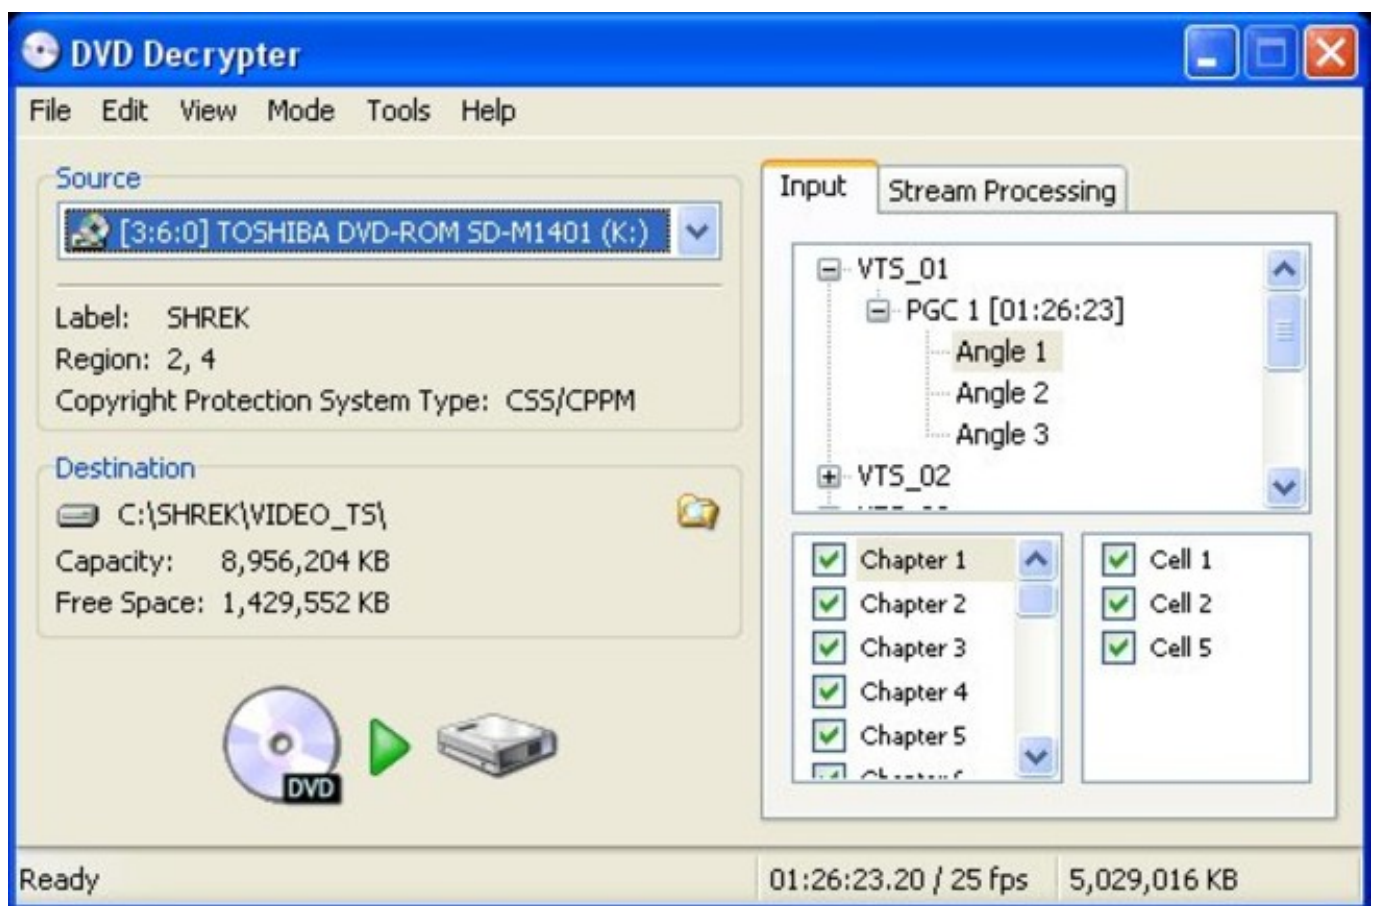 DVD Decrypter
File Edit View Mode Tools Help
Source
[3:6:0] TOSHIBA DVD-ROM SD-M1401 (K:)
Label: SHREK
Region: 2, 4
Copyright Protection System Type: CSS/CPPM
Destination
C:\SHREK\VIDEO_TS\
Capacity: 8,956,204 KB
Free Space: 1,429,552 KB
DVD
Input Stream Processing
VTS_01
PGC 1 [01:26:23]
Angle 1
Angle 2
Angle 3
VTS_02
Chapter 1
Chapter 2
Chapter 3
Chapter 4
Chapter 5
Cell 1
Cell 2
Cell 5
Ready
01:26:23.20 / 25 fps
5,029,016 KB